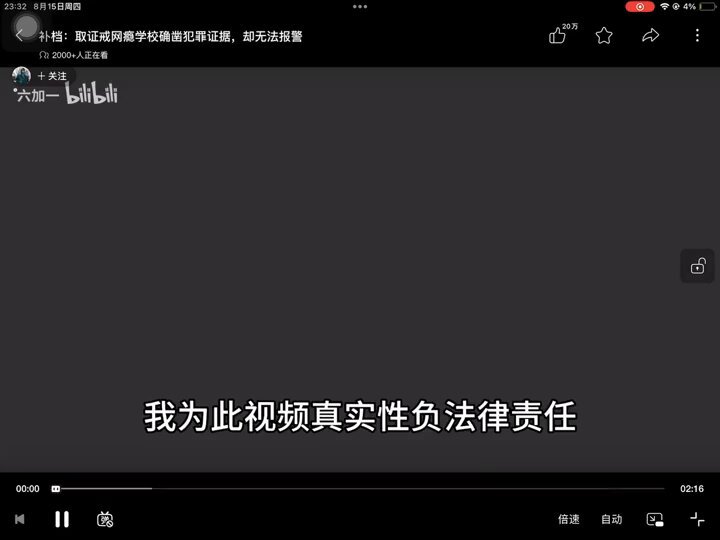 23:32 8月15日周四
4%
补档：取证戒网瘾学校确凿犯罪证据，却无法报警
2000+人正在看
20万
+ 关注
六加一 bilibili
我为此视频真实性负法律责任
00:00
02:16
弹
倍速
自动